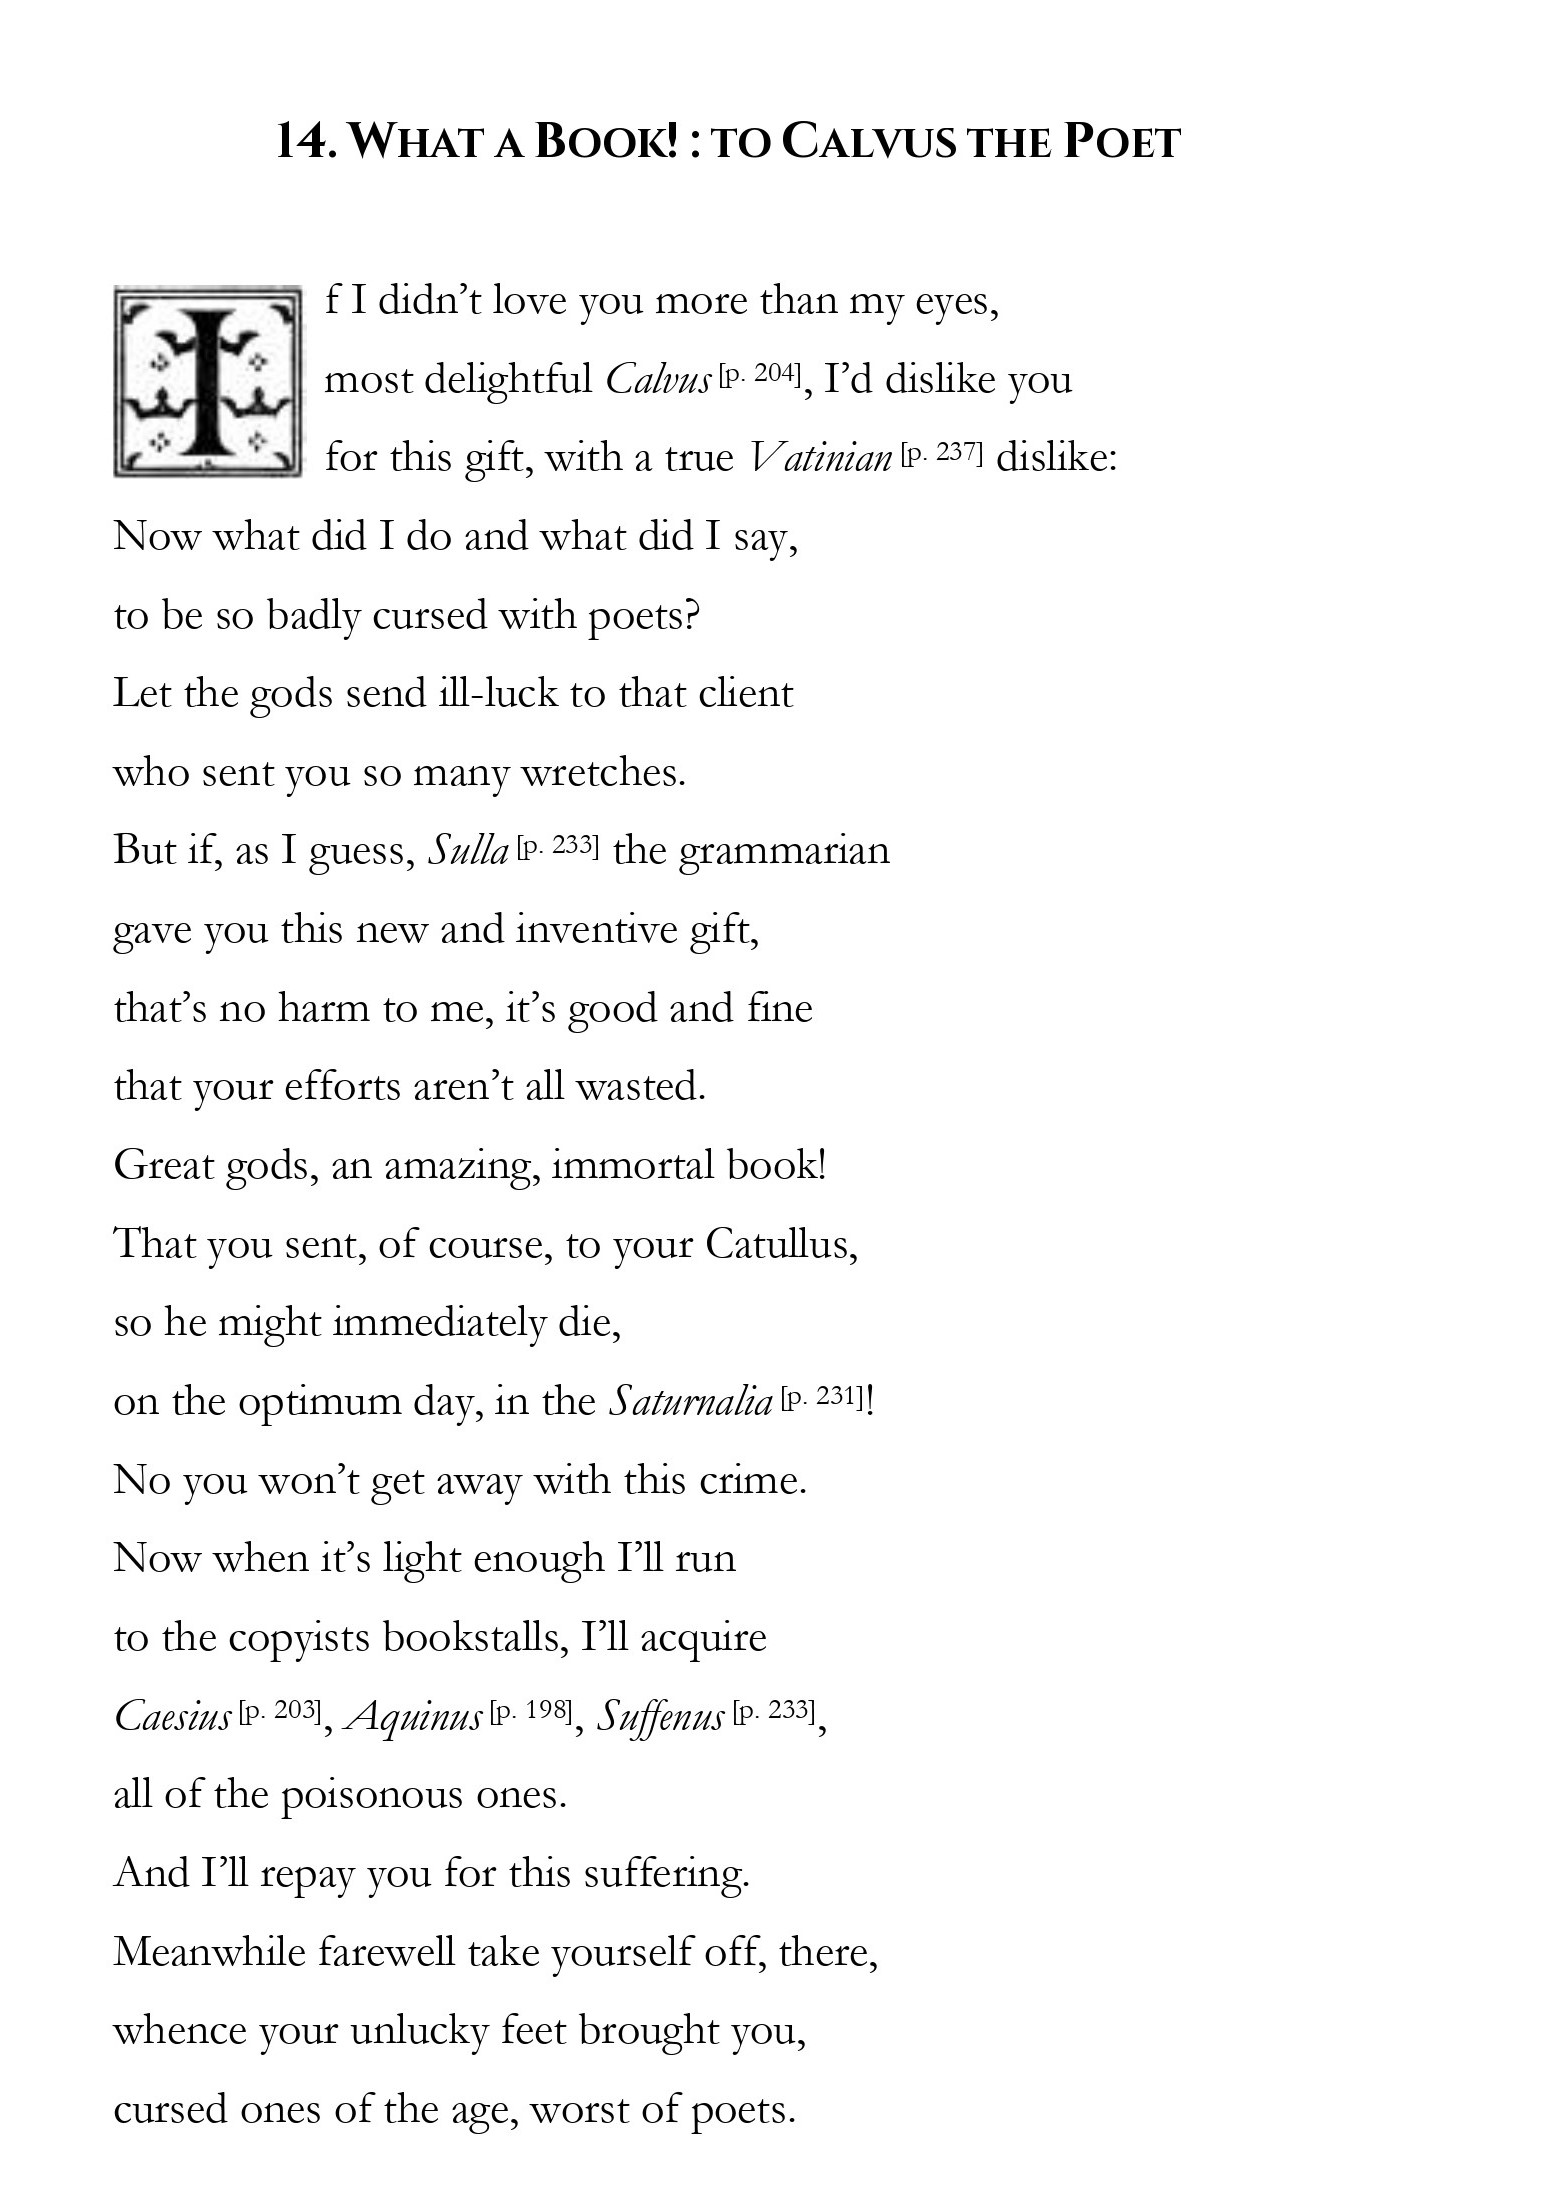 14. WHAT A BOOK! : TO CALVUS THE POET
If I didn’t love you more than my eyes,
most delightful Calvus [p. 204], I’d dislike you
for this gift, with a true Vatinian [p. 237] dislike:
Now what did I do and what did I say,
to be so badly cursed with poets?
Let the gods send ill-luck to that client
who sent you so many wretches.
But if, as I guess, Sulla [p. 233] the grammarian
gave you this new and inventive gift,
that’s no harm to me, it’s good and fine
that your efforts aren’t all wasted.
Great gods, an amazing, immortal book!
That you sent, of course, to your Catullus,
so he might immediately die,
on the optimum day, in the Saturnalia [p. 231]!
No you won’t get away with this crime.
Now when it’s light enough I’ll run
to the copyists bookstalls, I’ll acquire
Caesius [p. 203], Aquinus [p. 198], Suffenus [p. 233],
all of the poisonous ones.
And I’ll repay you for this suffering.
Meanwhile farewell take yourself off, there,
whence your unlucky feet brought you,
cursed ones of the age, worst of poets.